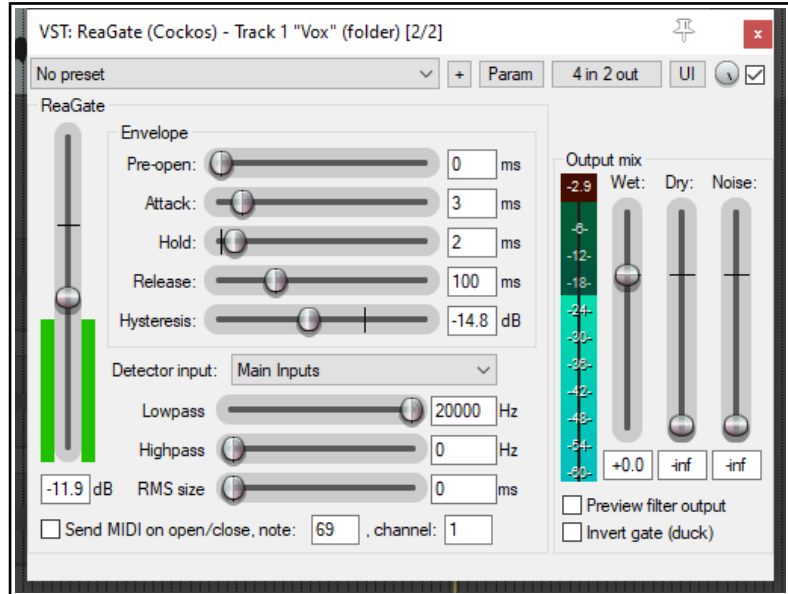 VST: ReaGate (Cockos) - Track 1 "Vox" (folder) [2/2]
x
No preset + Param 4 in 2 out UI
ReaGate
Envelope
Pre-open: 0 ms
Attack: 3 ms
Hold: 2 ms
Release: 100 ms
Hysteresis: -14.8 dB
Detector input: Main Inputs
Lowpass 20000 Hz
Highpass 0 Hz
-11.9 dB RMS size 0 ms
Send MIDI on open/close, note: 69 , channel: 1
Output mix
-2.9 Wet: Dry: Noise:
-6-
-12-
-18-
-24-
-30-
-36-
-42-
-48-
-54-
-60- +0.0 -inf -inf
Preview filter output
Invert gate (duck)